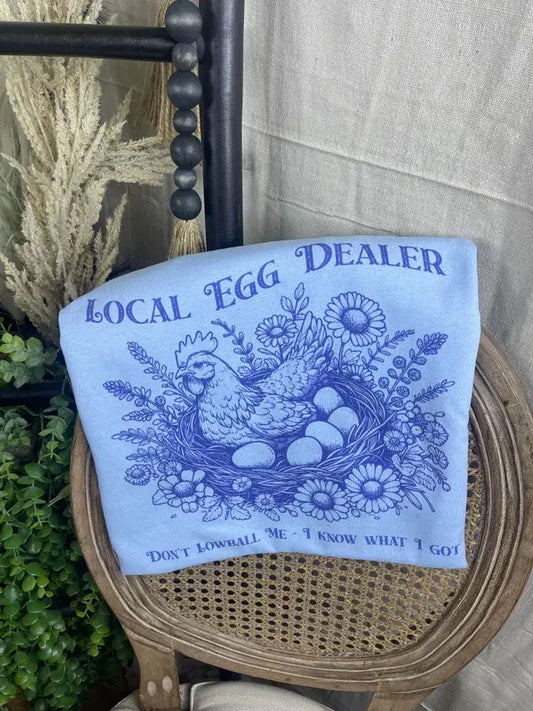 LOCAL EGG DEALER
DON'T LOWBALL ME - I KNOW WHAT I GOT